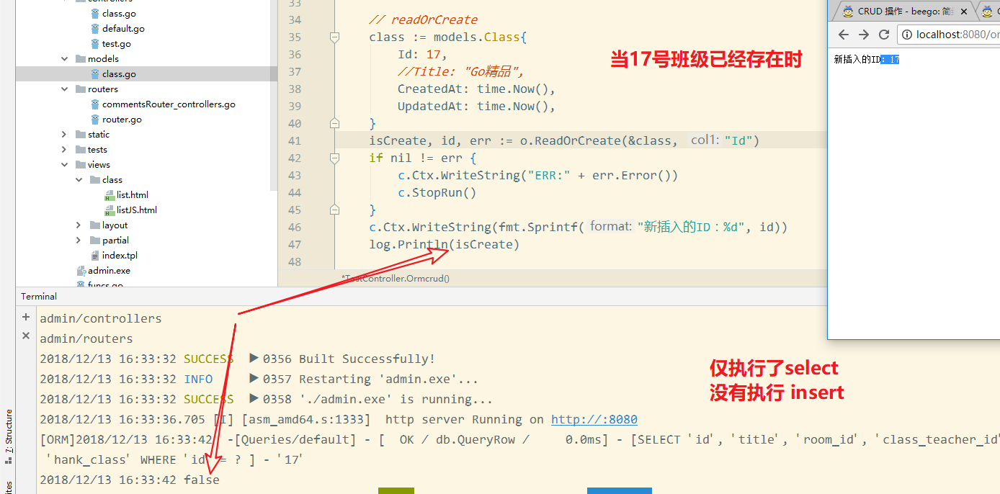 controllers
class.go
default.go
test.go
models
class.go
routers
commentsRouter_controllers.go
router.go
static
tests
views
class
list.html
listJS.html
layout
partial
index.tpl
admin.exe
funcs.go
33
34 // readOrCreate
35 class := models.Class{
36 Id: 17,
37 //Title: "Go精品",
38 CreatedAt: time.Now(),
39 UpdatedAt: time.Now(),
40 }
41 isCreate, id, err := o.ReadOrCreate(&class, col1: "Id")
42 if nil != err {
43 c.Ctx.WriteString("ERR:" + err.Error())
44 c.StopRun()
45 }
46 c.Ctx.WriteString(fmt.Sprintf( format: "新插入的ID：%d", id))
47 log.Println(isCreate)
48
*TestController.Ormcrud()
当17号班级已经存在时
CRUD 操作 - beego: 简
localhost:8080/or
新插入的ID: 17
Terminal
admin/controllers
admin/routers
2018/12/13 16:33:32 SUCCESS ▶ 0356 Built Successfully!
2018/12/13 16:33:32 INFO ▶ 0357 Restarting 'admin.exe'...
2018/12/13 16:33:32 SUCCESS ▶ 0358 './admin.exe' is running...
2018/12/13 16:33:36.705 [I] [asm_amd64.s:1333] http server Running on http://:8080
[ORM]2018/12/13 16:33:42 -[Queries/default] - [ OK / db.QueryRow / 0.0ms] - [SELECT 'id', 'title', 'room_id', 'class_teacher_id'
'hank_class' WHERE 'id' = ? ] - '17'
2018/12/13 16:33:42 false
仅执行了select
没有执行 insert
Z: Structure